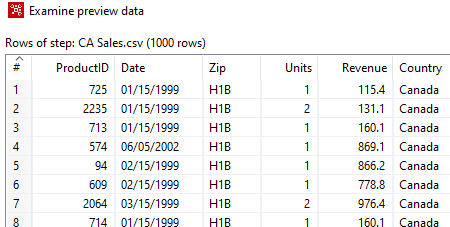 Examine preview data
Rows of step: CA Sales.csv (1000 rows)
# ProductID Date Zip Units Revenue Country
1 725 01/15/1999 H1B 1 115.4 Canada
2 2235 01/15/1999 H1B 2 131.1 Canada
3 713 01/15/1999 H1B 1 160.1 Canada
4 574 06/05/2002 H1B 1 869.1 Canada
5 94 02/15/1999 H1B 1 866.2 Canada
6 609 02/15/1999 H1B 1 778.8 Canada
7 2064 03/15/1999 H1B 2 976.4 Canada
8 714 01/15/1999 H1B 1 160.1 Canada